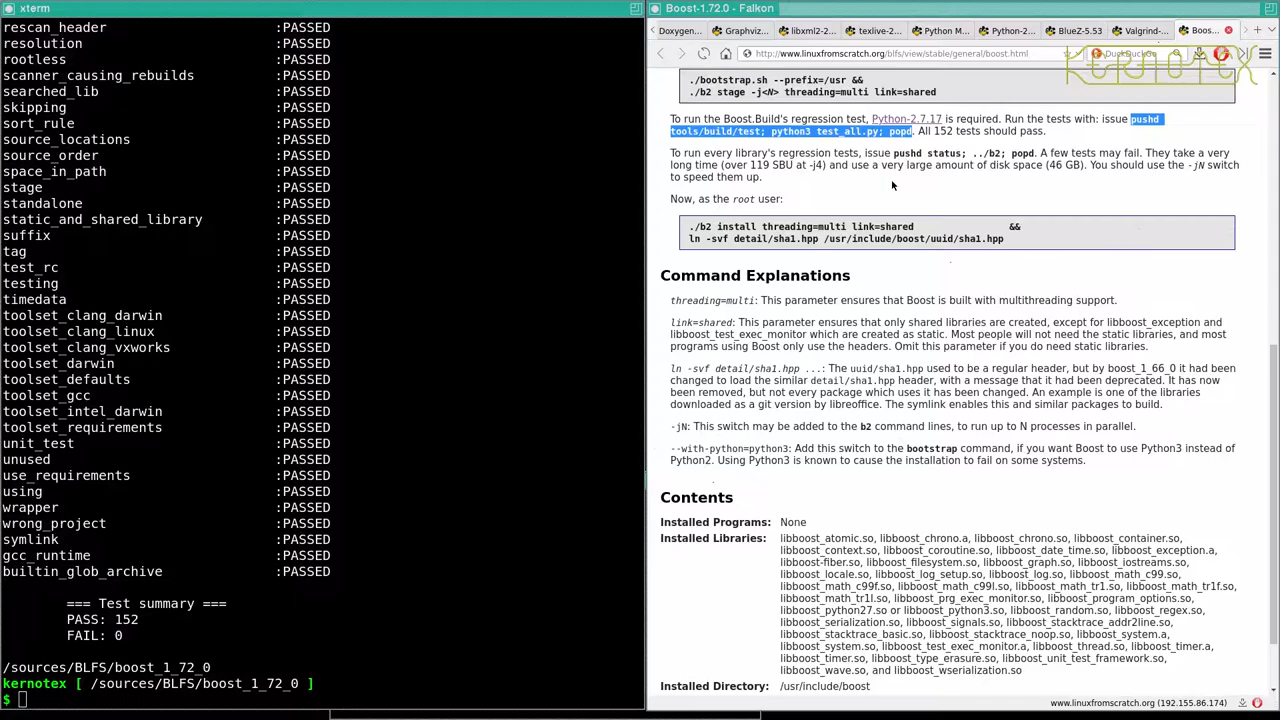 xterm
rescan_header :PASSED
resolution :PASSED
rootless :PASSED
scanner_causing_rebuilds :PASSED
searched_lib :PASSED
skipping :PASSED
sort_rule :PASSED
source_locations :PASSED
source_order :PASSED
space_in_path :PASSED
stage :PASSED
standalone :PASSED
static_and_shared_library :PASSED
suffix :PASSED
tag :PASSED
test_rc :PASSED
testing :PASSED
timedata :PASSED
toolset_clang_darwin :PASSED
toolset_clang_linux :PASSED
toolset_clang_vxworks :PASSED
toolset_darwin :PASSED
toolset_defaults :PASSED
toolset_gcc :PASSED
toolset_intel_darwin :PASSED
toolset_requirements :PASSED
unit_test :PASSED
unused :PASSED
use_requirements :PASSED
using :PASSED
wrapper :PASSED
wrong_project :PASSED
symlink :PASSED
gcc_runtime :PASSED
builtin_glob_archive :PASSED
=== Test summary ===
PASS: 152
FAIL: 0
/sources/BLFS/boost_1_72_0
kernotex [ /sources/BLFS/boost_1_72_0 ]
$
Boost-1.72.0 - Falkon
Doxygen... Graphviz... libxml2-2... texlive-2... Python M... Python-2... BlueZ-5.53 Valgrind-... Boos...
http://www.linuxfromscratch.org/blfs/view/stable/general/boost.html DuckDuckGo
KERNOTEX
./bootstrap.sh --prefix=/usr &&
./b2 stage -j<N> threading=multi link=shared
To run the Boost.Build's regression test, Python-2.7.17 is required. Run the tests with: issue pushd
tools/build/test; python3 test_all.py; popd. All 152 tests should pass.
To run every library's regression tests, issue pushd status; ../b2; popd. A few tests may fail. They take a very
long time (over 119 SBU at -j4) and use a very large amount of disk space (46 GB). You should use the -jN switch
to speed them up.
Now, as the root user:
./b2 install threading=multi link=shared &&
ln -svf detail/sha1.hpp /usr/include/boost/uuid/sha1.hpp
Command Explanations
threading=multi: This parameter ensures that Boost is built with multithreading support.
link=shared: This parameter ensures that only shared libraries are created, except for libboost_exception and
libboost_test_exec_monitor which are created as static. Most people will not need the static libraries, and most
programs using Boost only use the headers. Omit this parameter if you do need static libraries.
ln -svf detail/sha1.hpp ...: The uuid/sha1.hpp used to be a regular header, but by boost_1_66_0 it had been
changed to load the similar detail/sha1.hpp header, with a message that it had been deprecated. It has now
been removed, but not every package which uses it has been changed. An example is one of the libraries
downloaded as a git version by libreoffice. The symlink enables this and similar packages to build.
-jN: This switch may be added to the b2 command lines, to run up to N processes in parallel.
--with-python=python3: Add this switch to the bootstrap command, if you want Boost to use Python3 instead of
Python2. Using Python3 is known to cause the installation to fail on some systems.
Contents
Installed Programs: None
Installed Libraries: libboost_atomic.so, libboost_chrono.a, libboost_chrono.so, libboost_container.so,
libboost_context.so, libboost_coroutine.so, libboost_date_time.so, libboost_exception.a,
libboost-fiber.so, libboost_filesystem.so, libboost_graph.so, libboost_iostreams.so,
libboost_locale.so, libboost_log_setup.so, libboost_log.so, libboost_math_c99.so,
libboost_math_c99f.so, libboost_math_c99l.so, libboost_math_tr1.so, libboost_math_tr1f.so,
libboost_math_tr1l.so, libboost_prg_exec_monitor.so, libboost_program_options.so,
libboost_python27.so or libboost_python3.so, libboost_random.so, libboost_regex.so,
libboost_serialization.so, libboost_signals.so, libboost_stacktrace_addr2line.so,
libboost_stacktrace_basic.so, libboost_stacktrace_noop.so, libboost_system.a,
libboost_system.so, libboost_test_exec_monitor.a, libboost_thread.so, libboost_timer.a,
libboost_timer.so, libboost_type_erasure.so, libboost_unit_test_framework.so,
libboost_wave.so, and libboost_wserialization.so
Installed Directory: /usr/include/boost
www.linuxfromscratch.org (192.155.86.174)